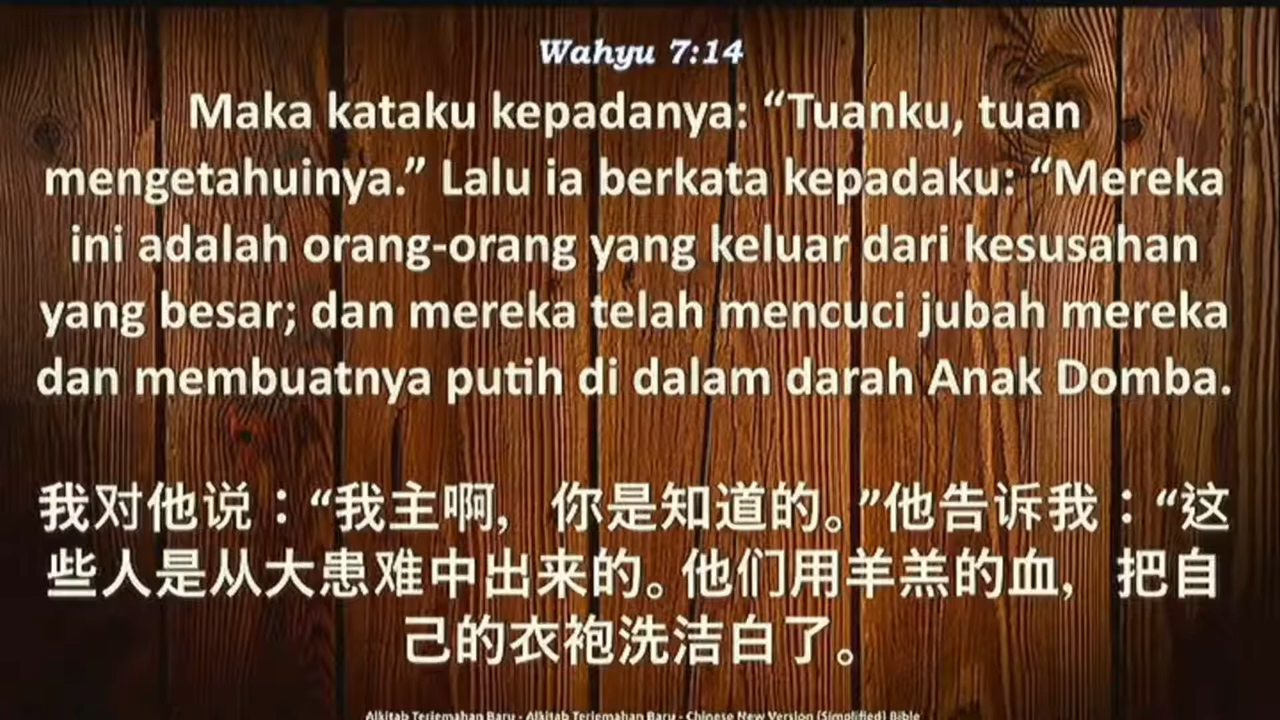 Wahyu 7:14
Maka kataku kepadanya: “Tuanku, tuan
mengetahuinya.” Lalu ia berkata kepadaku: “Mereka
ini adalah orang-orang yang keluar dari kesusahan
yang besar; dan mereka telah mencuci jubah mereka
dan membuatnya putih di dalam darah Anak Domba.
我对他说：“我主啊， 你是知道的。”他告诉我：“这
些人是从大患难中出来的。他们用羊羔的血， 把自
己的衣袍洗洁白了。
Alkitab Terjemahan Baru - Alkitab Terjemahan Baru - Chinese New Version (Simplified) Bible